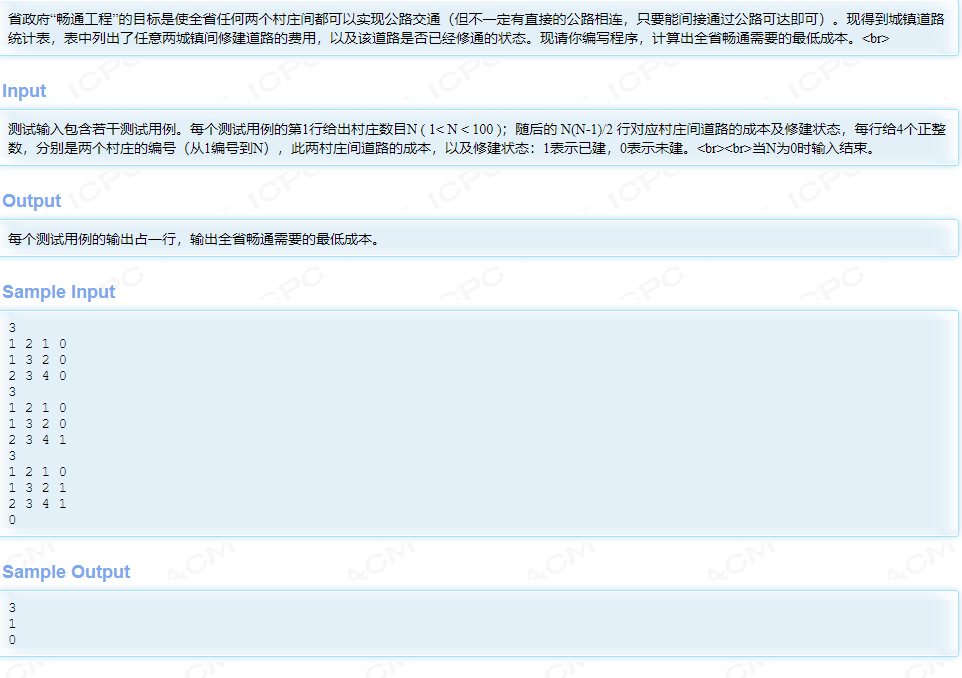 省政府“畅通工程”的目标是使全省任何两个村庄间都可以实现公路交通（但不一定有直接的公路相连，只要能间接通过公路可达即可）。现得到城镇道路
统计表，表中列出了任意两城镇间修建道路的费用，以及该道路是否已经修通的状态。现请你编写程序，计算出全省畅通需要的最低成本。<br>
Input
测试输入包含若干测试用例。每个测试用例的第1行给出村庄数目N ( 1< N < 100 )；随后的 N(N-1)/2 行对应村庄间道路的成本及修建状态，每行给4个正整
数，分别是两个村庄的编号（从1编号到N），此两村庄间道路的成本，以及修建状态：1表示已建，0表示未建。<br><br>当N为0时输入结束。
Output
每个测试用例的输出占一行，输出全省畅通需要的最低成本。
Sample Input
3
1 2 1 0
1 3 2 0
2 3 4 0
3
1 2 1 0
1 3 2 0
2 3 4 1
3
1 2 1 0
1 3 2 1
2 3 4 1
0
Sample Output
3
1
0